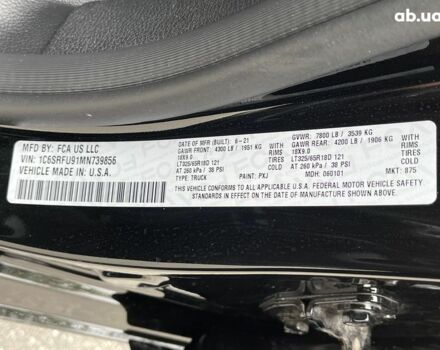 ab.ua
MFD BY:
FCA US LLC
VIN: 1C6SRFU91MN739856
VEHICLE MADE IN: U.S.A.
DATE OF MFR (BUILT): 6-21
GAWR FRONT: 4300 LB / 1951 KG
WITH
18X9.0
RIMS
LT325/65R18D 121
TIRES
AT 260 kPa / 38 PSI
TYPE: TRUCK
PAINT: PXJ
GVWR: 7800 LB / 3539 KG
GAWR REAR: 4200 LB / 1906 KG
WITH
18X9.0
RIMS
LT325/65R18D 121
TIRES
AT 260 kPa / 38 PSI
MDH: 060101
MKT: 875
THIS VEHICLE CONFORMS TO ALL APPLICABLE FEDERAL MOTOR VEHICLE
SAFETY STANDARDS IN EFFECT ON THE DATE OF MANUFACTURE SHOWN ABOVE.